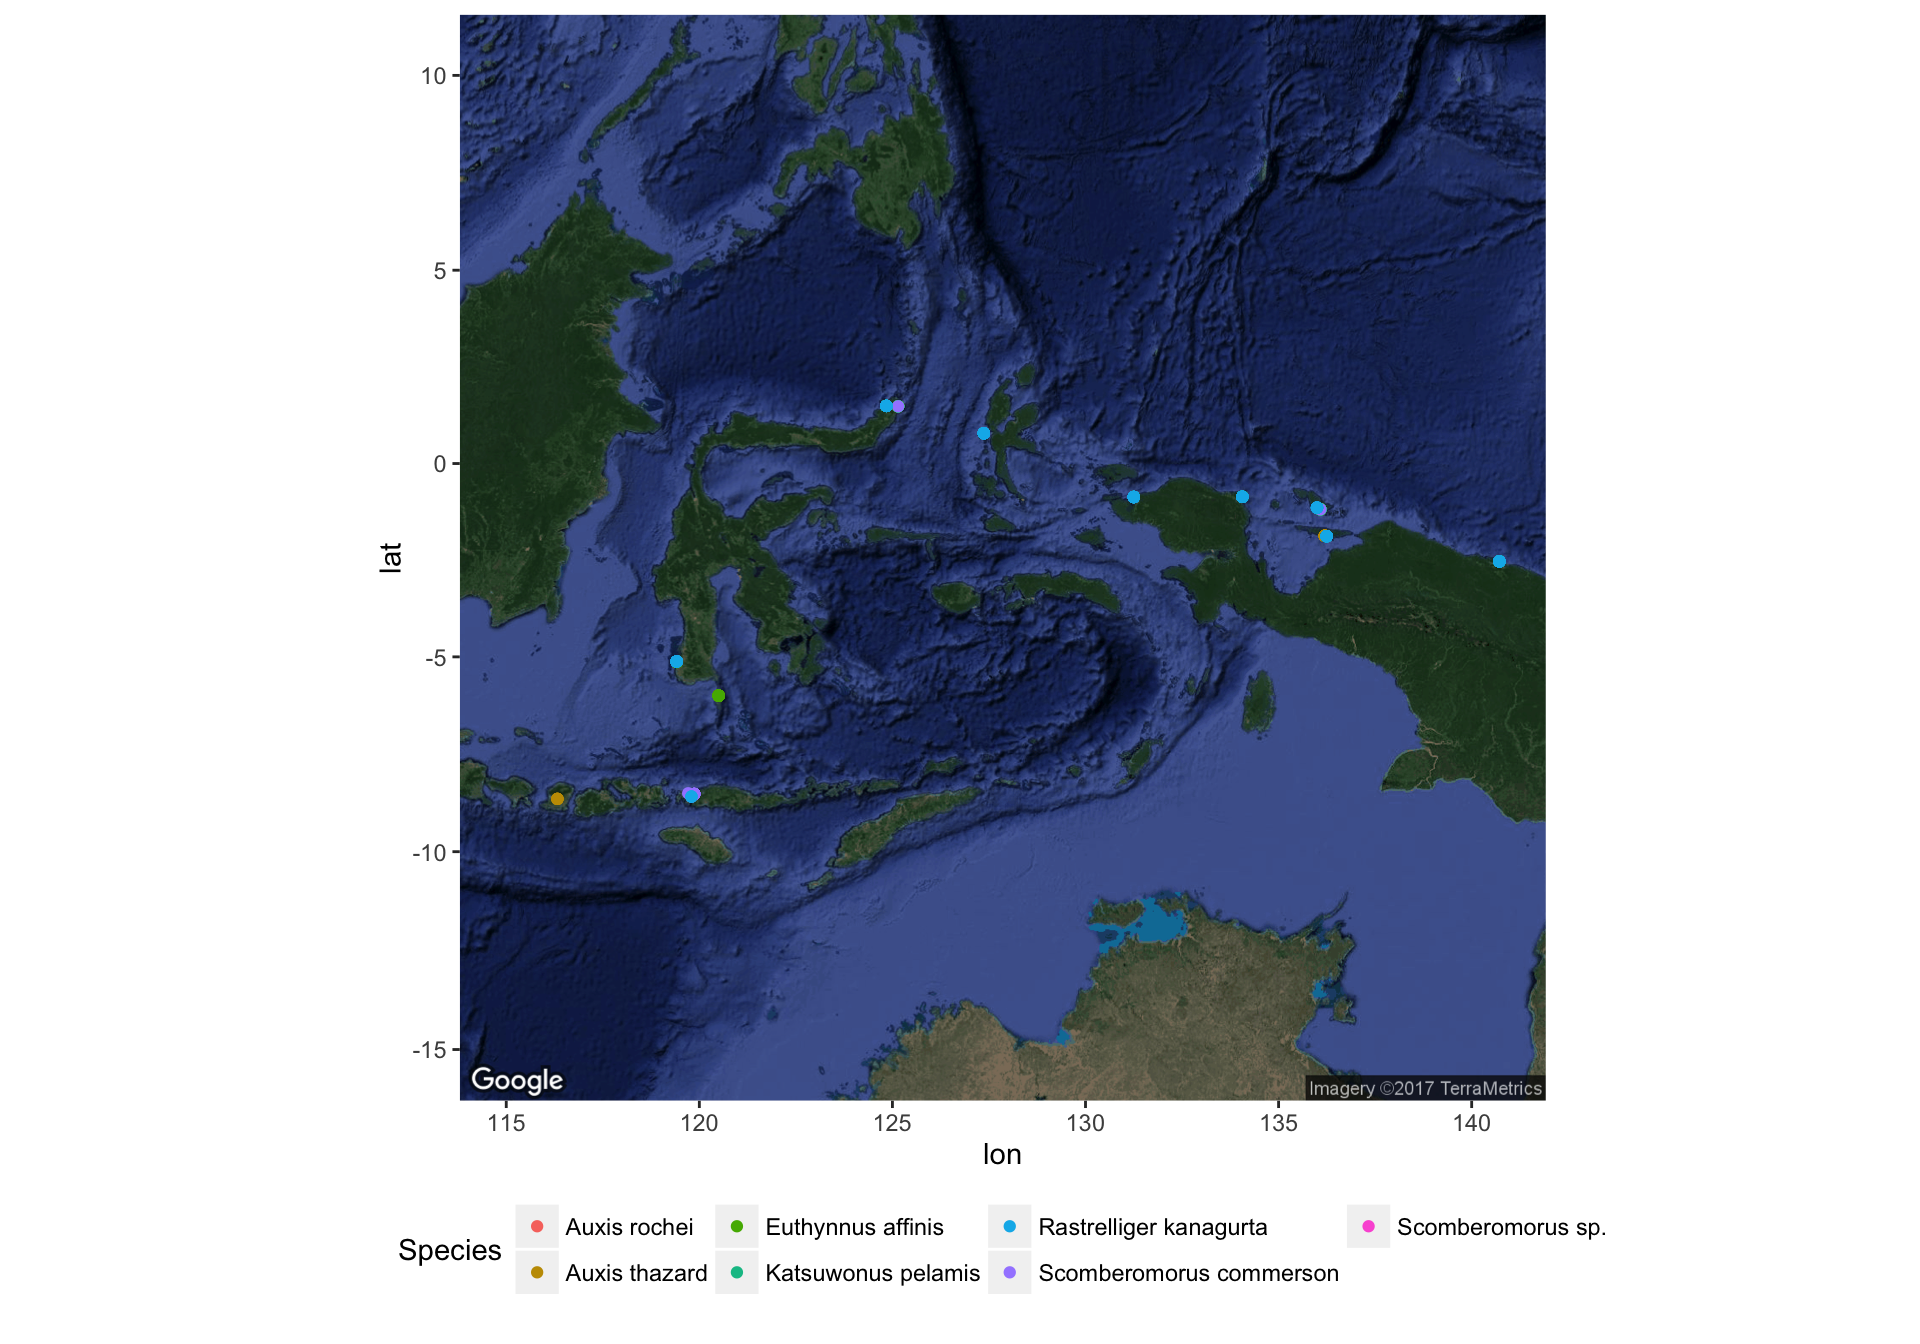 10
5
0
-5
-10
-15
lat
Google
Imagery ©2017 TerraMetrics
115 120 125 130 135 140
lon
Species
Auxis rochei Euthynnus affinis Rastrelliger kanagurta Scomberomorus sp.
Auxis thazard Katsuwonus pelamis Scomberomorus commerson